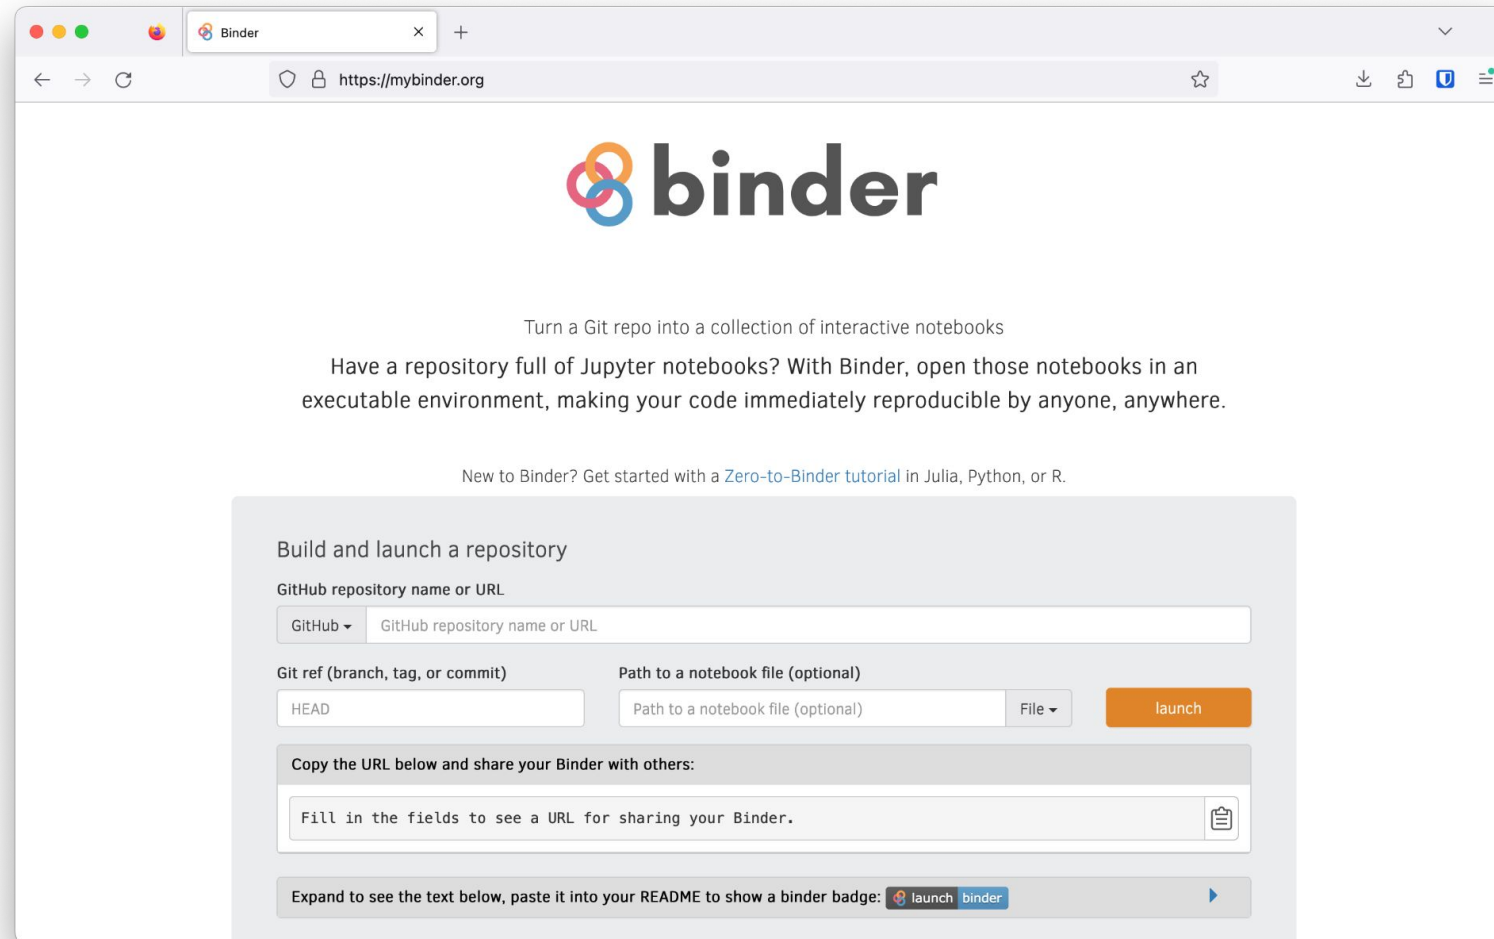 Binder
https://mybinder.org
binder
Turn a Git repo into a collection of interactive notebooks
Have a repository full of Jupyter notebooks? With Binder, open those notebooks in an
executable environment, making your code immediately reproducible by anyone, anywhere.
New to Binder? Get started with a Zero-to-Binder tutorial in Julia, Python, or R.
Build and launch a repository
GitHub repository name or URL
GitHub GitHub repository name or URL
Git ref (branch, tag, or commit) Path to a notebook file (optional)
HEAD Path to a notebook file (optional) File launch
Copy the URL below and share your Binder with others:
Fill in the fields to see a URL for sharing your Binder.
Expand to see the text below, paste it into your README to show a binder badge: launch binder